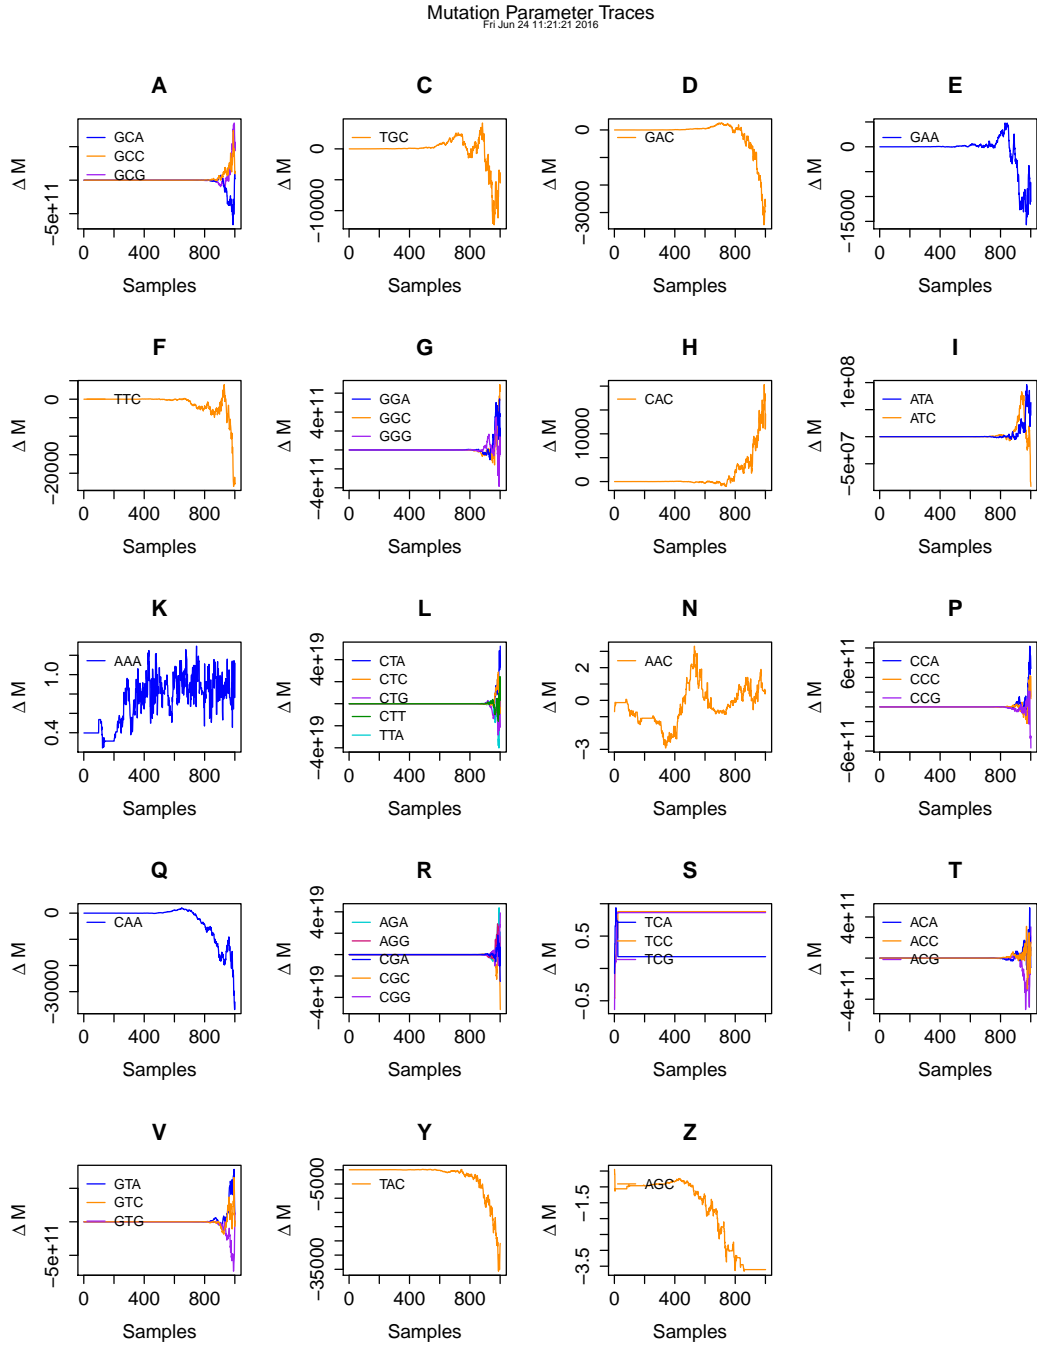 Mutation Parameter Traces
Fri Jun 24 11:21:21 2016
A
C
D
E
ΔM
−5e+11
GCA
GCC
GCG
0 400 800
Samples
ΔM
−10000 0
TGC
0 400 800
Samples
ΔM
−30000 0
GAC
0 400 800
Samples
ΔM
−15000 0
GAA
0 400 800
Samples
F
G
H
I
ΔM
−20000 0
TTC
0 400 800
Samples
ΔM
−4e+11 4e+11
GGA
GGC
GGG
0 400 800
Samples
ΔM
0 10000
CAC
0 400 800
Samples
ΔM
−5e+07 1e+08
ATA
ATC
0 400 800
Samples
K
L
N
P
ΔM
0.4 1.0
AAA
0 400 800
Samples
ΔM
−4e+19 4e+19
CTA
CTC
CTG
CTT
TTA
0 400 800
Samples
ΔM
−3 0 2
AAC
0 400 800
Samples
ΔM
−6e+11 6e+11
CCA
CCC
CCG
0 400 800
Samples
Q
R
S
T
ΔM
−30000 0
CAA
0 400 800
Samples
ΔM
−4e+19 4e+19
AGA
AGG
CGA
CGC
CGG
0 400 800
Samples
ΔM
−0.5 0.5
TCA
TCC
TCG
0 400 800
Samples
ΔM
−4e+11 4e+11
ACA
ACC
ACG
0 400 800
Samples
V
Y
Z
ΔM
−5e+11
GTA
GTC
GTG
0 400 800
Samples
ΔM
−35000 −5000
TAC
0 400 800
Samples
ΔM
−3.5 −1.5
AGC
0 400 800
Samples